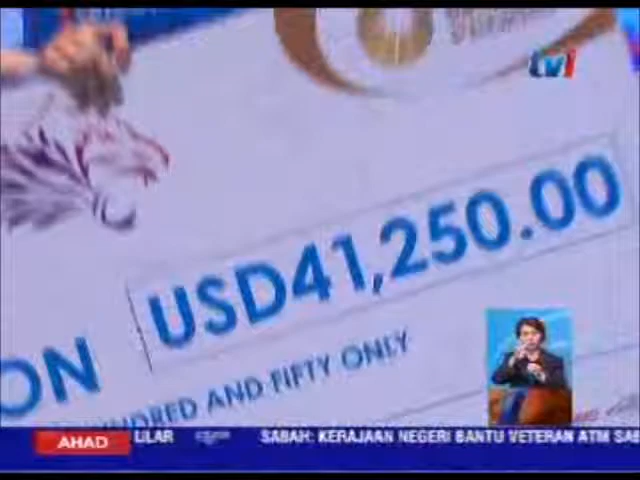 tv1
USD41,250.00
ON
HUNDRED AND FIFTY ONLY
AHAD
ULAR
SABAH: KERAJAAN NEGERI BANTU VETERAN ATM SAB